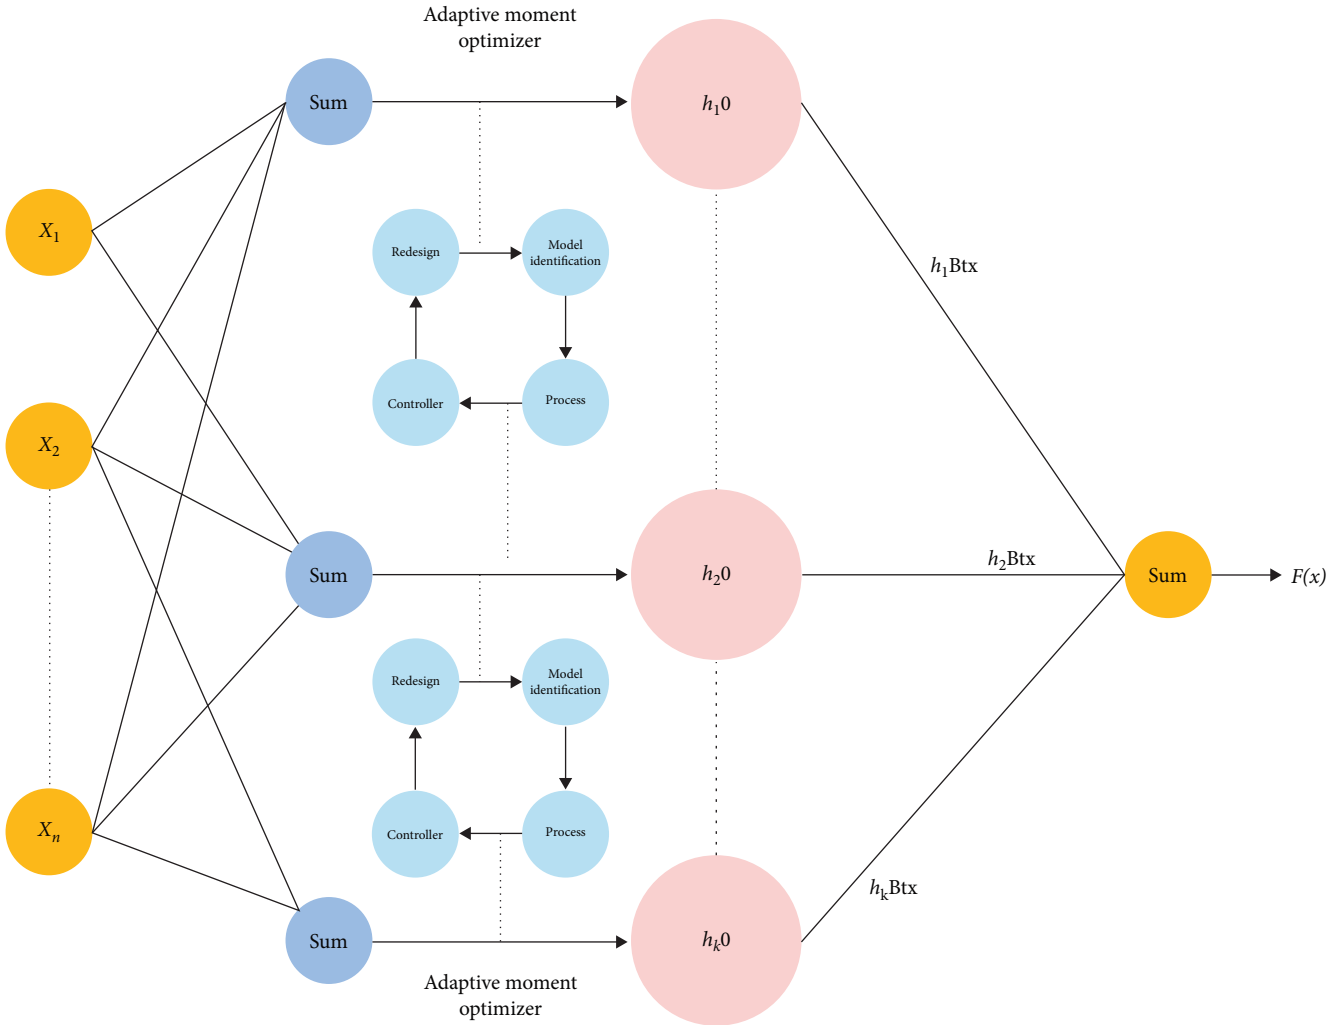 Adaptive moment
optimizer
Sum
h₁0
X₁
Redesign
Model
identification
h₁Btx
Controller
Process
X₂
Sum
h₂0
h₂Btx
Sum
F(x)
Redesign
Model
identification
Xₙ
Controller
Process
hₖBtx
Sum
hₖ0
Adaptive moment
optimizer